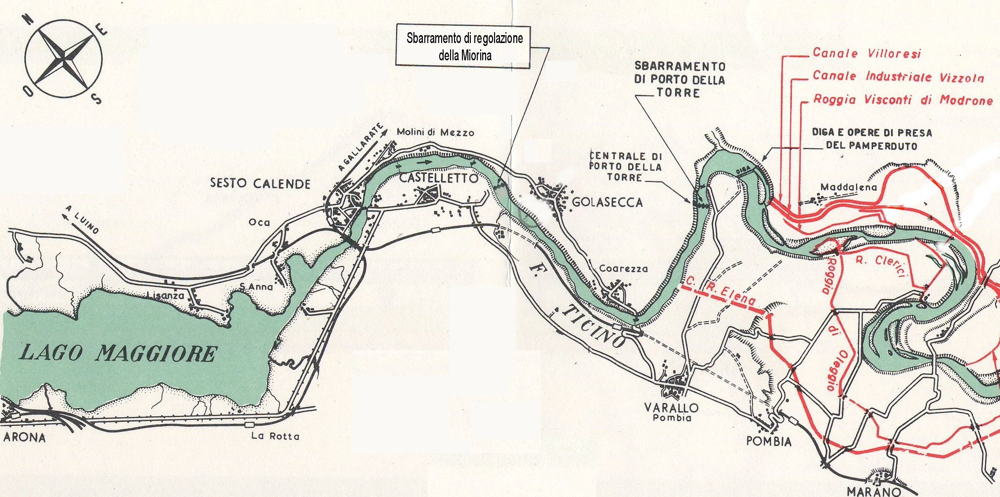 N
E
O
S
Sbarramento di regolazione
della Miorina
SBARRAMENTO
DI PORTO DELLA
TORRE
Canale Villoresi
Canale Industriale Vizzola
Roggia Visconti di Modrone
DIGA E OPERE DI PRESA
DEL PAMPERDUTO
CENTRALE DI
PORTO DELLA
TORRE
A GALLARATE
Molini di Mezzo
SESTO CALENDE
CASTELLETTO
GOLASECCA
DIGA
Maddalena
A LUINO
Oca
S. Anna
Lisanza
Coarezza
F. TICINO
C. R. Elena
R. Clerici
Roggia di Oleggio
LAGO MAGGIORE
ARONA
La Rotta
VARALLO
Pombia
POMBIA
MARANO